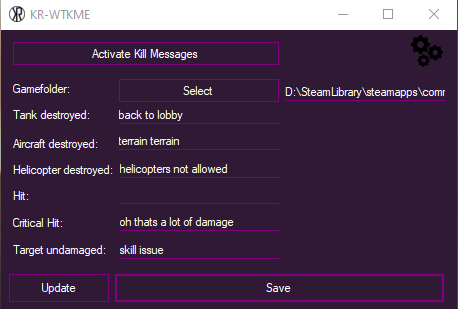 KR-WTKME
Activate Kill Messages
Gamefolder: Select D:\SteamLibrary\steamapps\comm
Tank destroyed: back to lobby
Aircraft destroyed: terrain terrain
Helicopter destroyed: helicopters not allowed
Hit:
Critical Hit: oh thats a lot of damage
Target undamaged: skill issue
Update Save